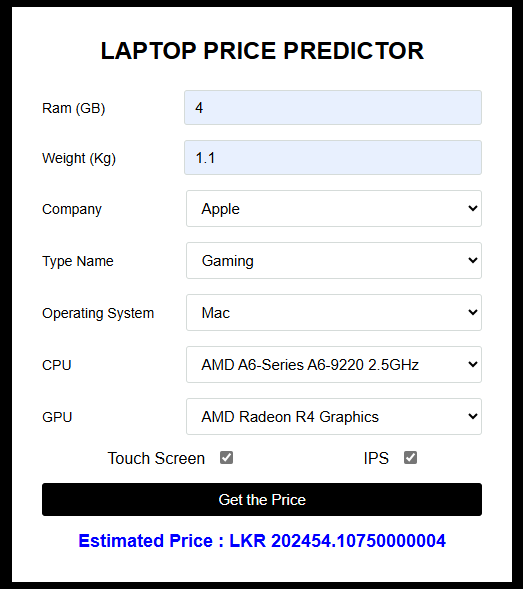 LAPTOP PRICE PREDICTOR
Ram (GB) 4
Weight (Kg) 1.1
Company Apple
Type Name Gaming
Operating System Mac
CPU AMD A6-Series A6-9220 2.5GHz
GPU AMD Radeon R4 Graphics
Touch Screen IPS
Get the Price
Estimated Price : LKR 202454.10750000004